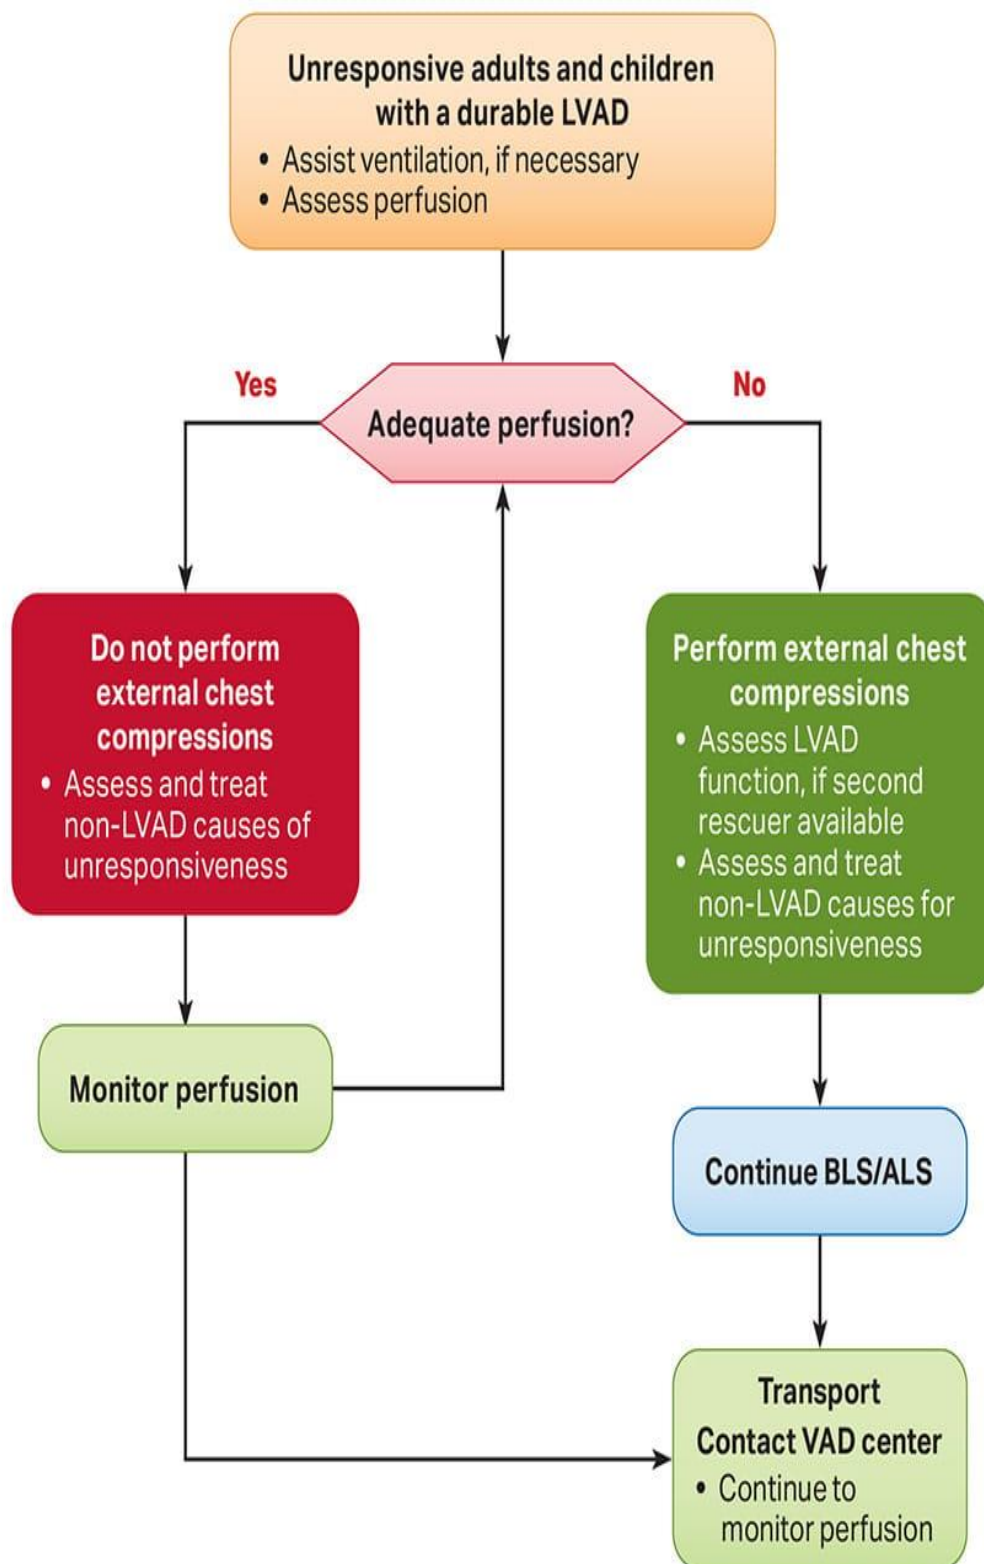 Unresponsive adults and children
with a durable LVAD
• Assist ventilation, if necessary
• Assess perfusion
Yes
No
Adequate perfusion?
Do not perform
external chest
compressions
• Assess and treat
non-LVAD causes of
unresponsiveness
Perform external chest
compressions
• Assess LVAD
function, if second
rescuer available
• Assess and treat
non-LVAD causes for
unresponsiveness
Monitor perfusion
Continue BLS/ALS
Transport
Contact VAD center
• Continue to
monitor perfusion